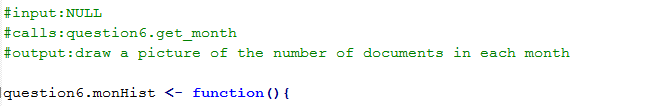 #input:NULL
#calls:question6.get_month
#output:draw a picture of the number of documents in each month
question6.monHist <- function(){